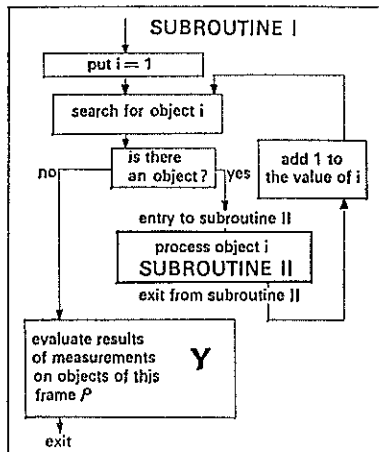 SUBROUTINE I
put i = 1
search for object i
is there
an object?
no
yes
add 1 to
the value of i
entry to subroutine II
process object i
SUBROUTINE II
exit from subroutine II
evaluate results
of measurements
on objects of this
frame P
Y
exit